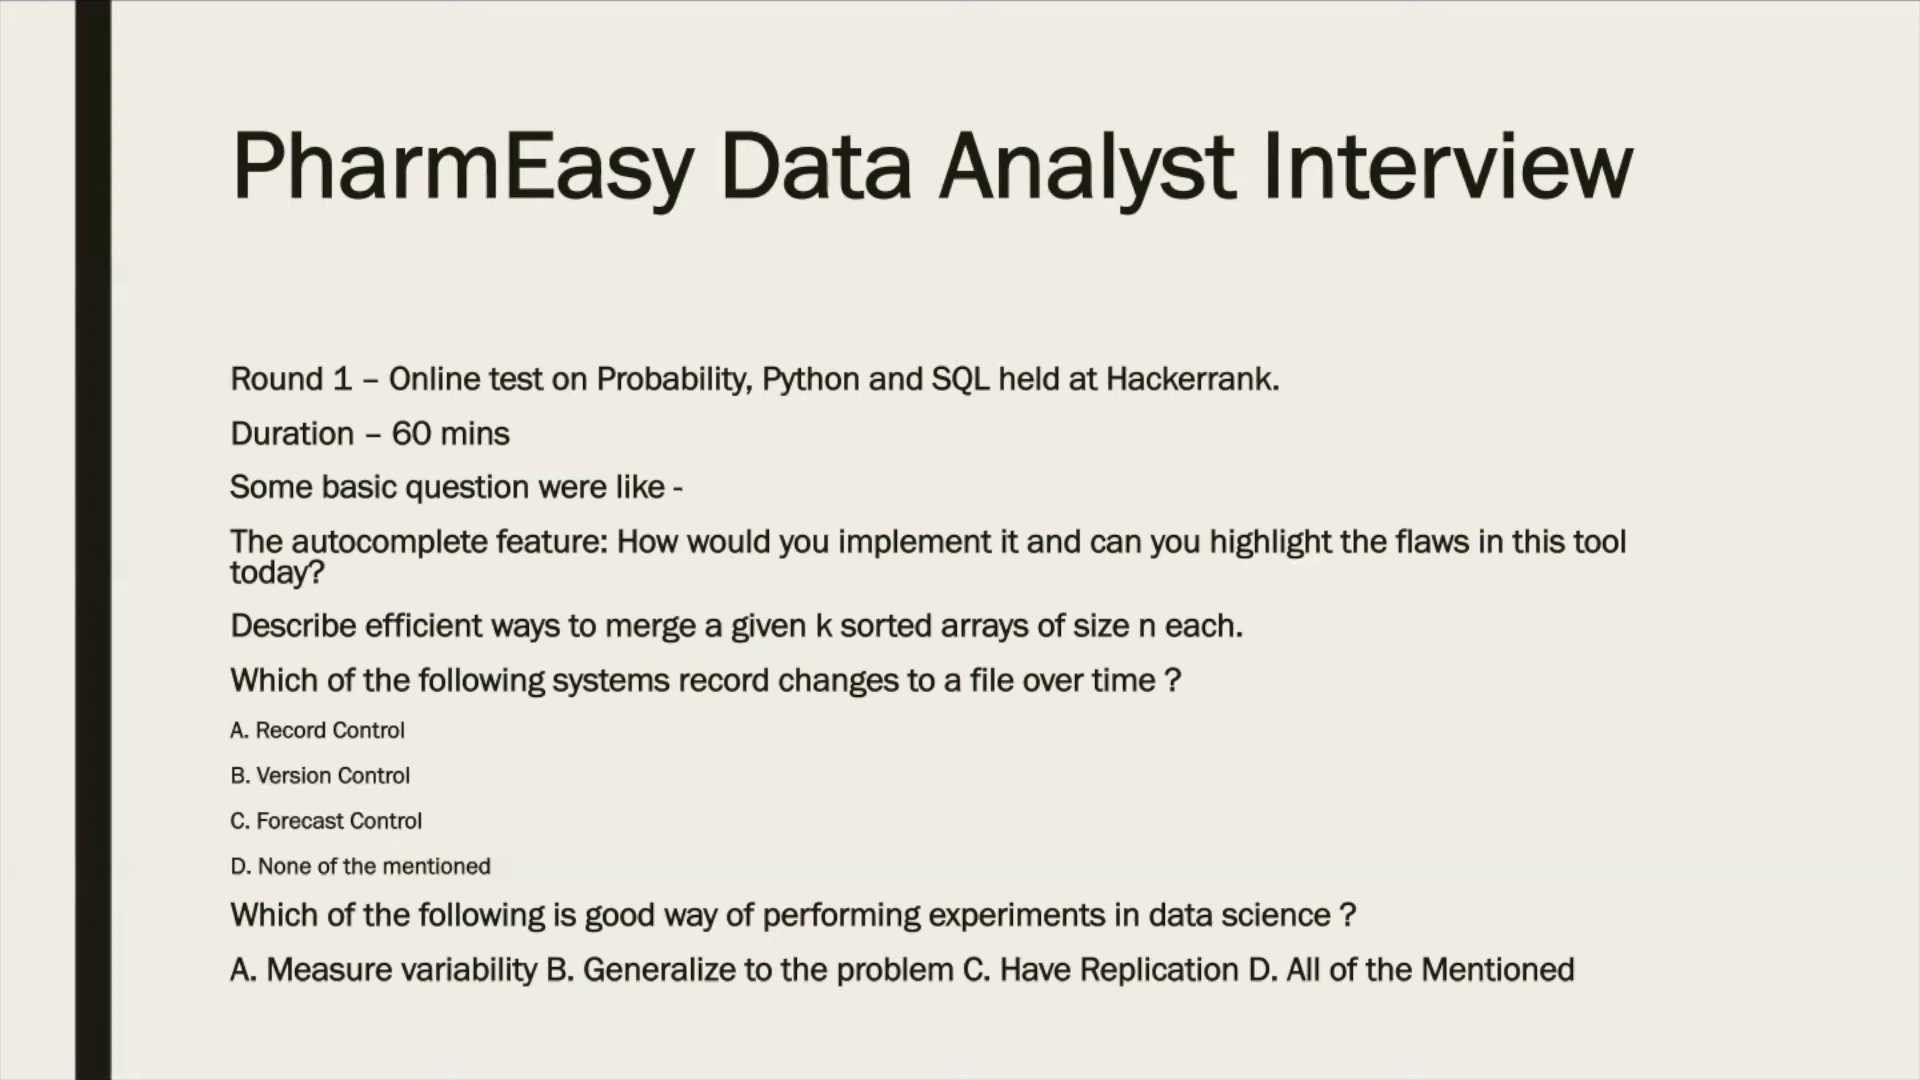 PharmEasy Data Analyst Interview
Round 1 – Online test on Probability, Python and SQL held at Hackerrank.
Duration – 60 mins
Some basic question were like -
The autocomplete feature: How would you implement it and can you highlight the flaws in this tool
today?
Describe efficient ways to merge a given k sorted arrays of size n each.
Which of the following systems record changes to a file over time ?
A. Record Control
B. Version Control
C. Forecast Control
D. None of the mentioned
Which of the following is good way of performing experiments in data science ?
A. Measure variability B. Generalize to the problem C. Have Replication D. All of the Mentioned